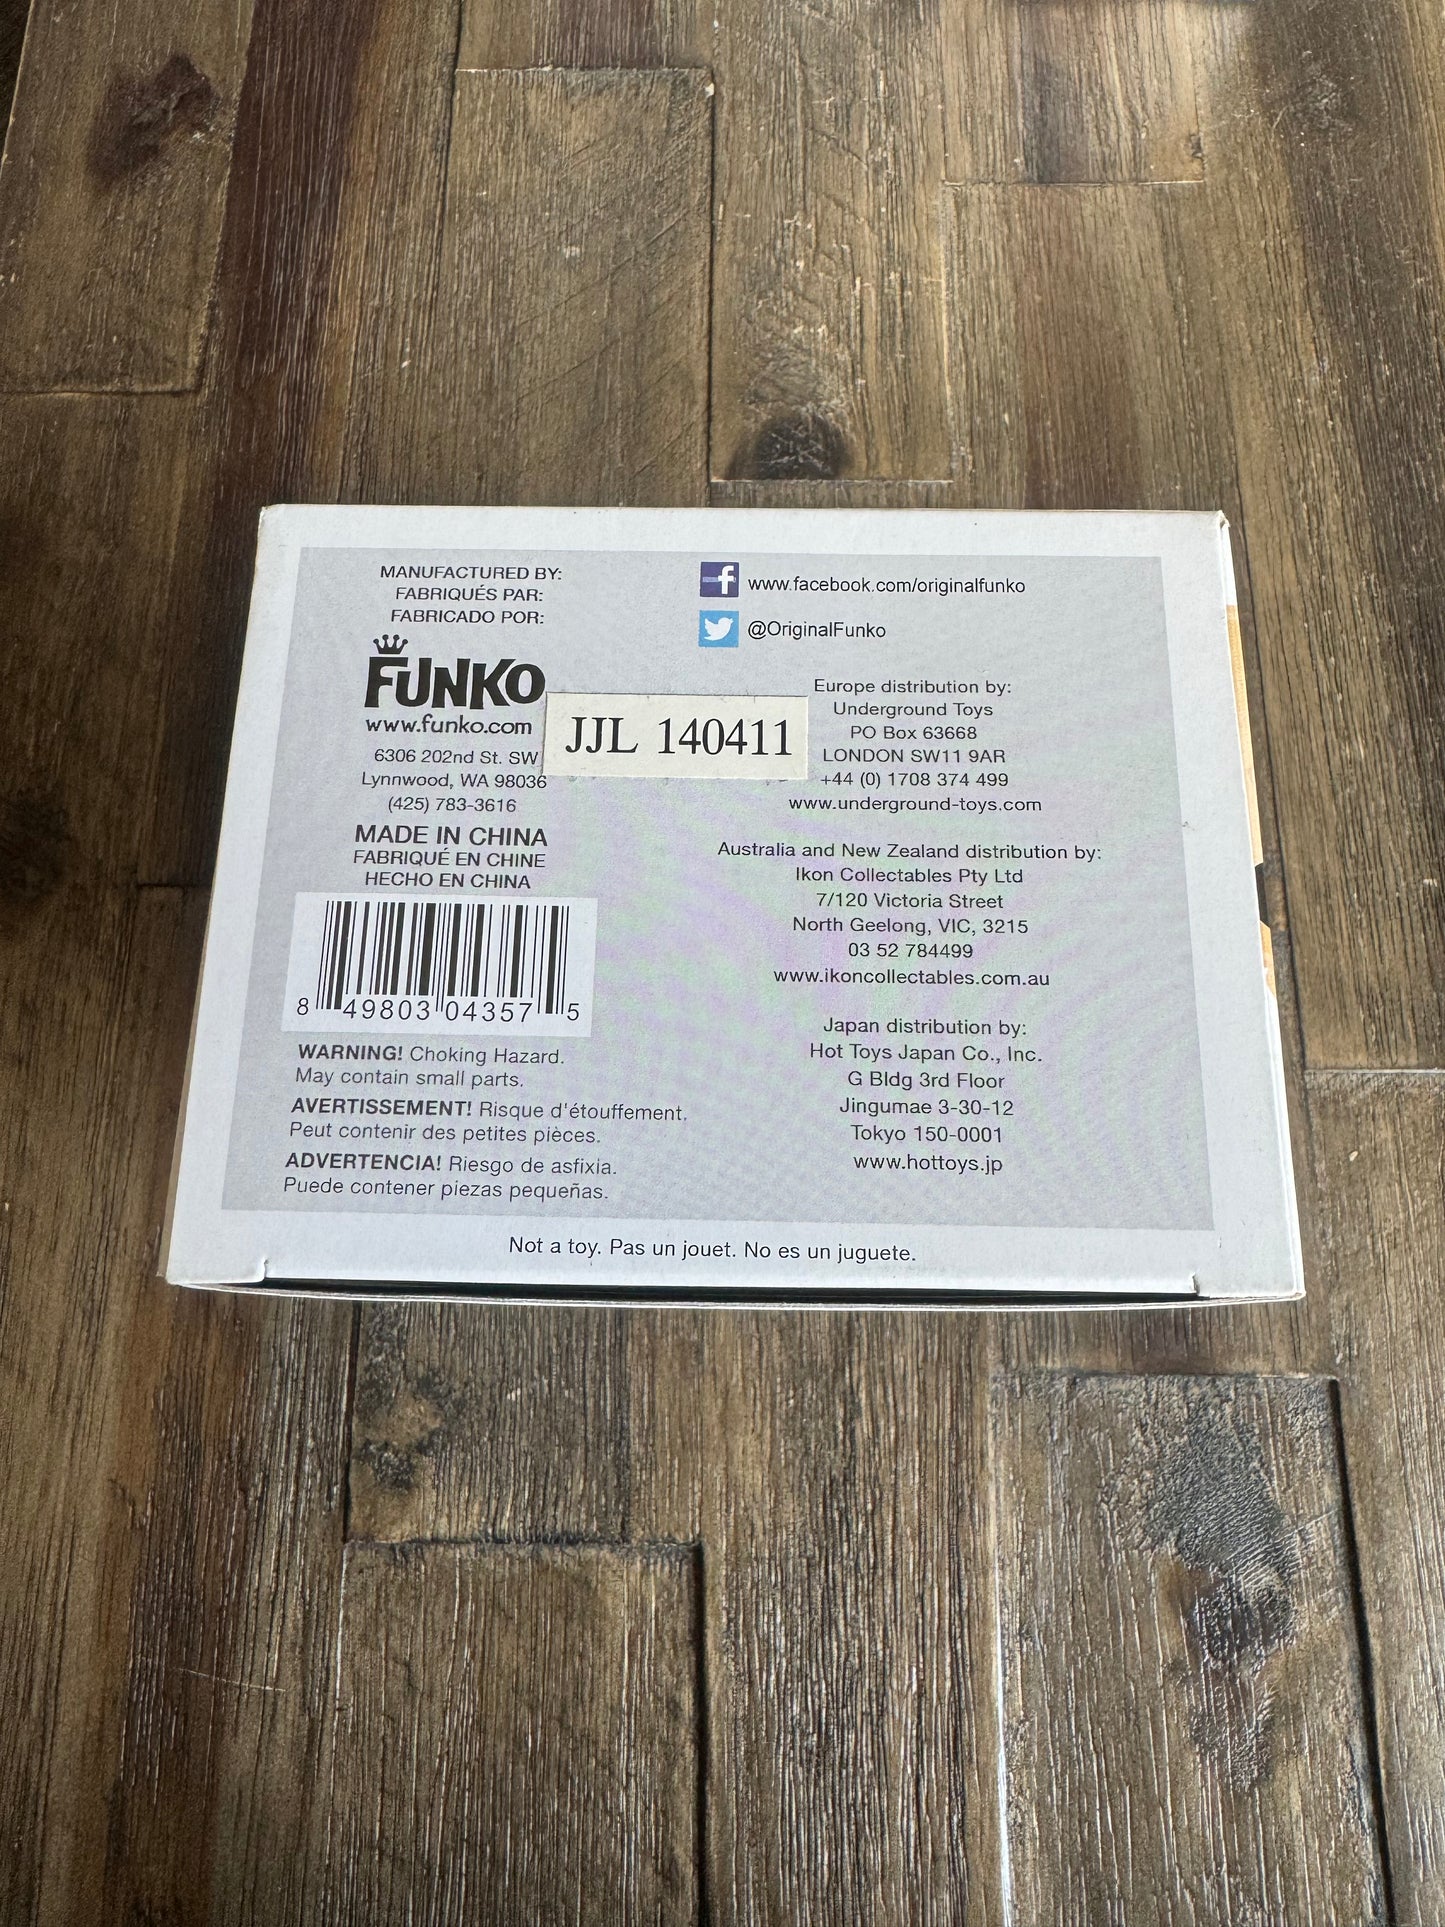 MANUFACTURED BY:
FABRIQUÉS PAR:
FABRICADO POR:
FUNKO
www.funko.com
6306 202nd St. SW
Lynnwood, WA 98036
(425) 783-3616
MADE IN CHINA
FABRIQUÉ EN CHINE
HECHO EN CHINA
8 49803 04357 5
WARNING! Choking Hazard.
May contain small parts.
AVERTISSEMENT! Risque d'étouffement.
Peut contenir des petites pièces.
ADVERTENCIA! Riesgo de asfixia.
Puede contener piezas pequeñas.
JJL 140411
f www.facebook.com/originalfunko
@OriginalFunko
Europe distribution by:
Underground Toys
PO Box 63668
LONDON SW11 9AR
+44 (0) 1708 374 499
www.underground-toys.com
Australia and New Zealand distribution by:
Ikon Collectables Pty Ltd
7/120 Victoria Street
North Geelong, VIC, 3215
03 52 784499
www.ikoncollectables.com.au
Japan distribution by:
Hot Toys Japan Co., Inc.
G Bldg 3rd Floor
Jingumae 3-30-12
Tokyo 150-0001
www.hottoys.jp
Not a toy. Pas un jouet. No es un juguete.